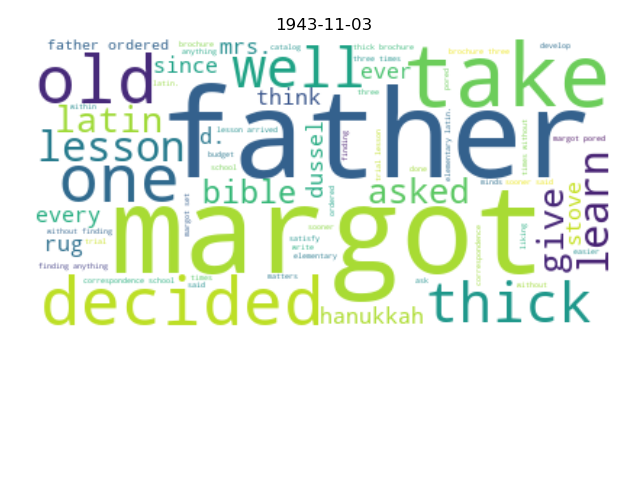 1943-11-03
father ordered
brochure
anything
mrs.
catalog
thick brochure
brochure three
develop
old
since
well
three times
ever
take
latin.
think
three
pored
within
father
latin
d.
lesson arrived
finding
trial lesson
elementary latin.
times without
margot pored
lesson
budget
dussel
school
done
one
bible
ordered
asked
minds
sooner said
learn
every
margot set
margot
sooner
give
stove
without finding
rug
trial
satisfy
write
elementary
liking
easier
finding anything
matters
correspondence
correspondence school
times
said
ask
without
decided
hanukkah
thick